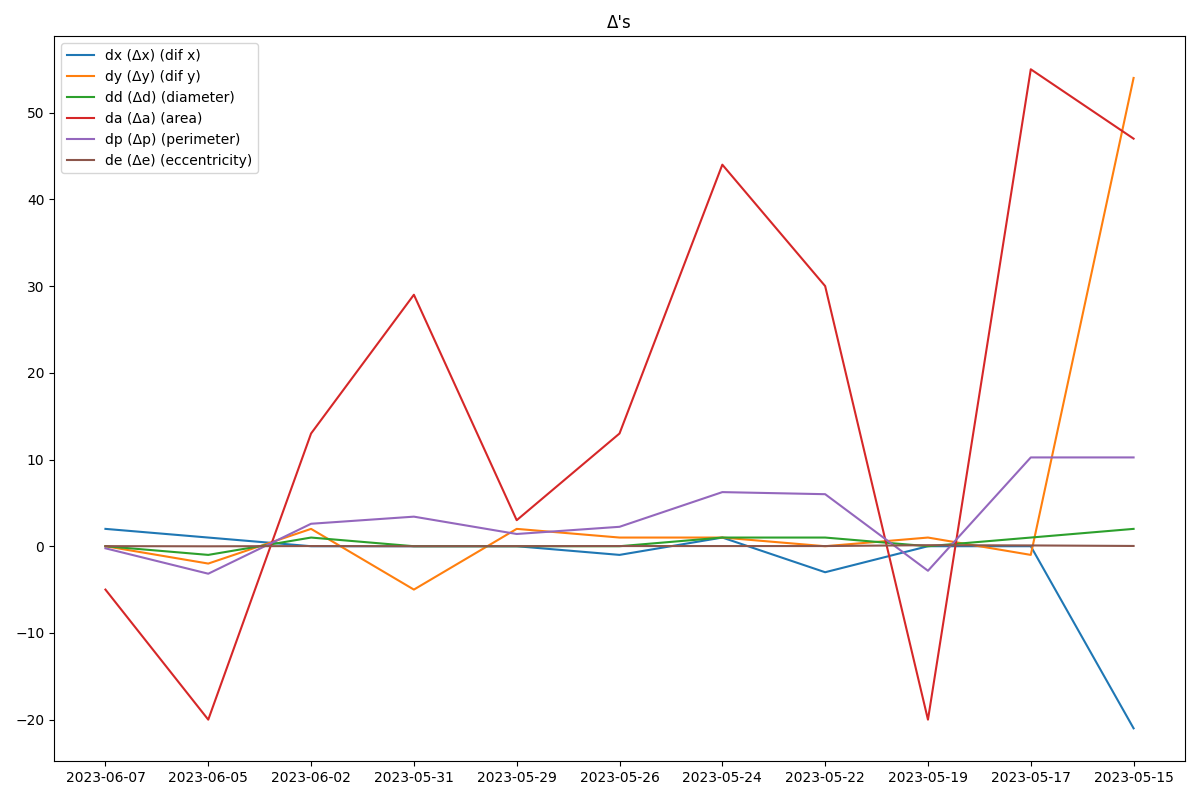 Δ's
dx (Δx) (dif x)
dy (Δy) (dif y)
dd (Δd) (diameter)
da (Δa) (area)
dp (Δp) (perimeter)
de (Δe) (eccentricity)
50
40
30
20
10
0
−10
−20
2023-06-07 2023-06-05 2023-06-02 2023-05-31 2023-05-29 2023-05-26 2023-05-24 2023-05-22 2023-05-19 2023-05-17 2023-05-15